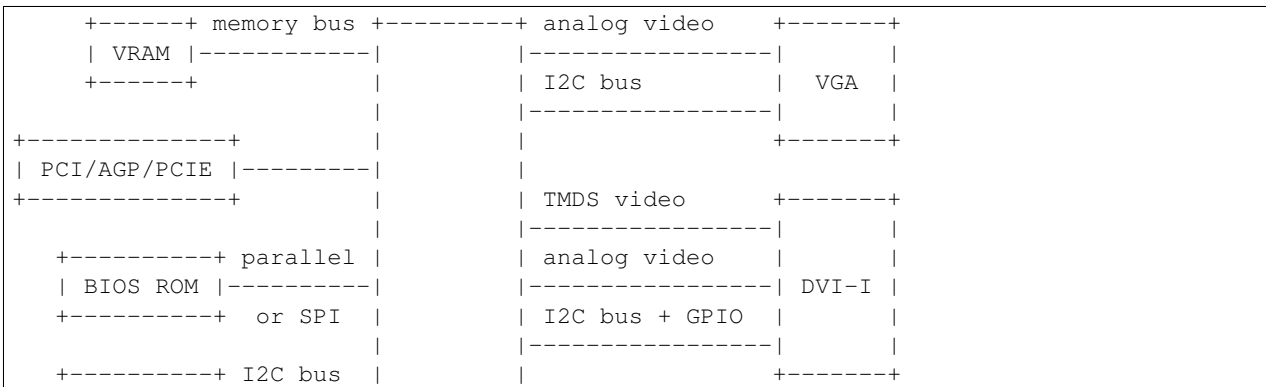 +------+ memory bus +---------+ analog video    +-------+
     | VRAM |------------|         |-----------------|       |
     +------+            |         | I2C bus         |  VGA  |
                         |         |-----------------|       |
+--------------+         |         |                 +-------+
| PCI/AGP/PCIE |---------|         |
+--------------+         |         | TMDS video      +-------+
                         |         |-----------------|       |
   +----------+ parallel |         | analog video    |       |
   | BIOS ROM |----------|         |-----------------| DVI-I |
   +----------+  or SPI  |         | I2C bus + GPIO  |       |
                         |         |-----------------|       |
   +----------+ I2C bus  |         |                 +-------+